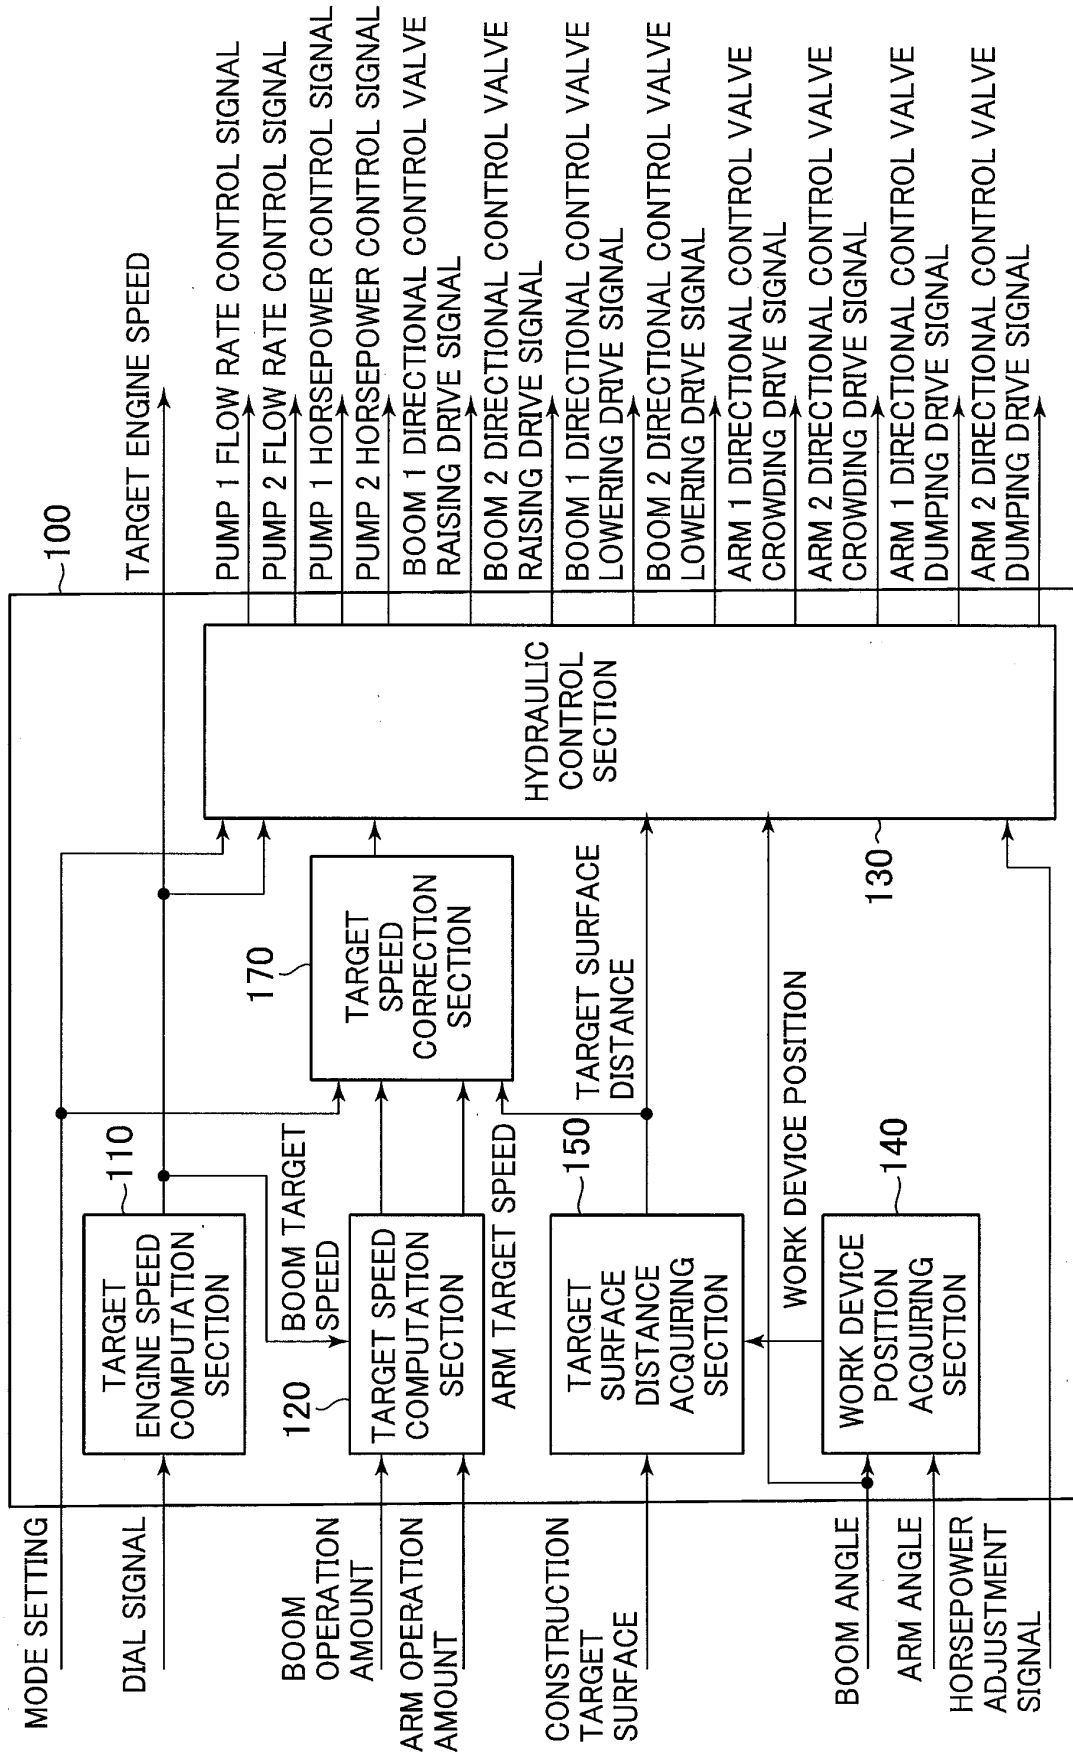 100
MODE SETTING
DIAL SIGNAL
BOOM
OPERATION
AMOUNT
ARM OPERATION
AMOUNT
CONSTRUCTION
TARGET
SURFACE
BOOM ANGLE
ARM ANGLE
HORSEPOWER
ADJUSTMENT
SIGNAL
110
TARGET
ENGINE SPEED
COMPUTATION
SECTION
BOOM TARGET
SPEED
120
TARGET SPEED
COMPUTATION
SECTION
ARM TARGET SPEED
150
TARGET
SURFACE
DISTANCE
ACQUIRING
SECTION
WORK DEVICE POSITION
140
WORK DEVICE
POSITION
ACQUIRING
SECTION
170
TARGET
SPEED
CORRECTION
SECTION
TARGET SURFACE
DISTANCE
130
HYDRAULIC
CONTROL
SECTION
TARGET ENGINE SPEED
PUMP 1 FLOW RATE CONTROL SIGNAL
PUMP 2 FLOW RATE CONTROL SIGNAL
PUMP 1 HORSEPOWER CONTROL SIGNAL
PUMP 2 HORSEPOWER CONTROL SIGNAL
BOOM 1 DIRECTIONAL CONTROL VALVE
RAISING DRIVE SIGNAL
BOOM 2 DIRECTIONAL CONTROL VALVE
RAISING DRIVE SIGNAL
BOOM 1 DIRECTIONAL CONTROL VALVE
LOWERING DRIVE SIGNAL
BOOM 2 DIRECTIONAL CONTROL VALVE
LOWERING DRIVE SIGNAL
ARM 1 DIRECTIONAL CONTROL VALVE
CROWDING DRIVE SIGNAL
ARM 2 DIRECTIONAL CONTROL VALVE
CROWDING DRIVE SIGNAL
ARM 1 DIRECTIONAL CONTROL VALVE
DUMPING DRIVE SIGNAL
ARM 2 DIRECTIONAL CONTROL VALVE
DUMPING DRIVE SIGNAL